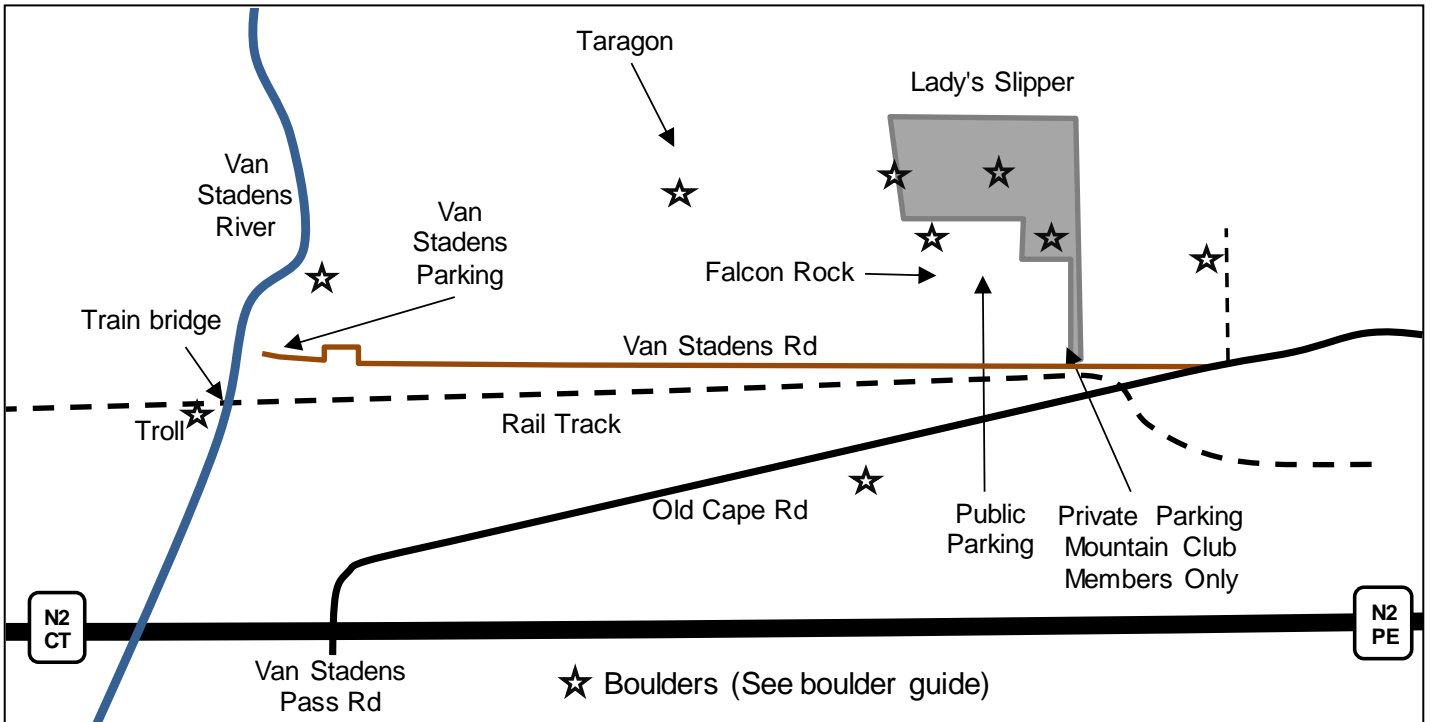 Taragon
Lady's Slipper
Van
Stadens
River
Van
Stadens
Parking
Falcon Rock
Train bridge
Van Stadens Rd
Troll
Rail Track
Old Cape Rd
Public
Parking
Private Parking
Mountain Club
Members Only
N2
CT
N2
PE
Van Stadens
Pass Rd
Boulders (See boulder guide)